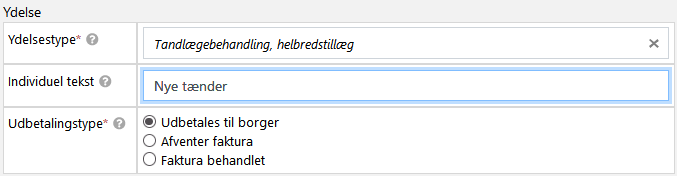 Ydelse
Ydelsestype*
Tandlægebehandling, helbredstillæg
Individuel tekst
Nye tænder
Udbetalingstype*
Udbetales til borger
Afventer faktura
Faktura behandlet